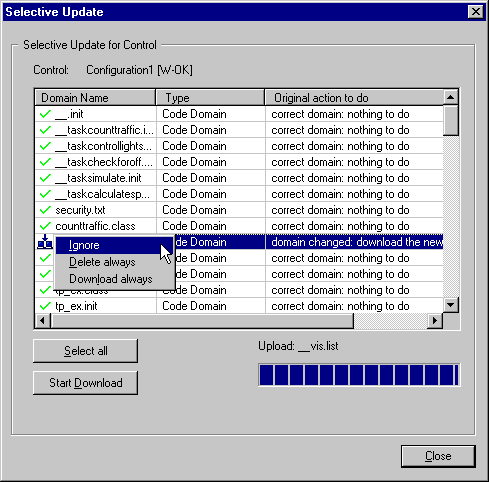 Selective Update
Selective Update for Control
Control: Configuration1 [W-OK]
Domain Name Type Original action to do
__.init Code Domain correct domain: nothing to do
__taskcounttraffic.i... Code Domain correct domain: nothing to do
__taskcontrollights... Code Domain correct domain: nothing to do
__taskcheckforoff.... Code Domain correct domain: nothing to do
__tasksimulate.init Code Domain correct domain: nothing to do
__taskcalculatesp... Code Domain correct domain: nothing to do
security.txt Code Domain correct domain: nothing to do
counttraffic.class Code Domain correct domain: nothing to do
Ignore Code Domain domain changed: download the new
Delete always Code Domain correct domain: nothing to do
Download always Code Domain correct domain: nothing to do
tp_ex.class Code Domain correct domain: nothing to do
tp_ex.init Code Domain correct domain: nothing to do
Select all
Upload: __vis.list
Start Download
Close